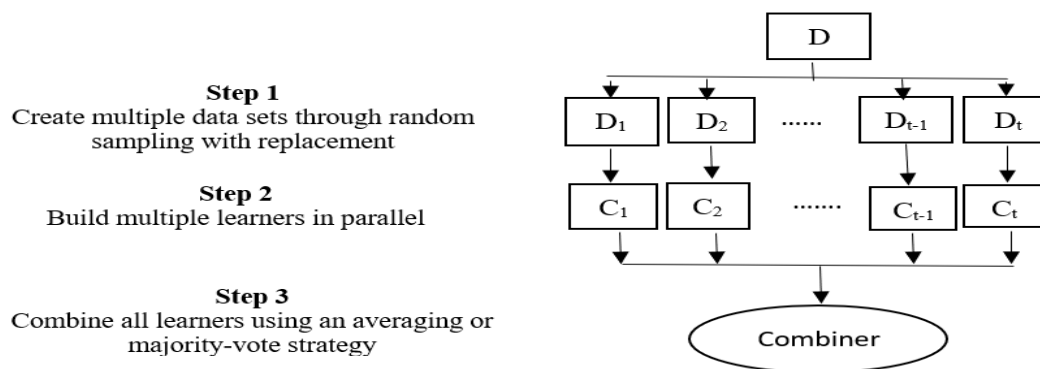 D
Step 1
Create multiple data sets through random
sampling with replacement
D₁ D₂ ...... Dₜ₋₁ Dₜ
Step 2
Build multiple learners in parallel
C₁ C₂ ....... Cₜ₋₁ Cₜ
Step 3
Combine all learners using an averaging or
majority-vote strategy
Combiner